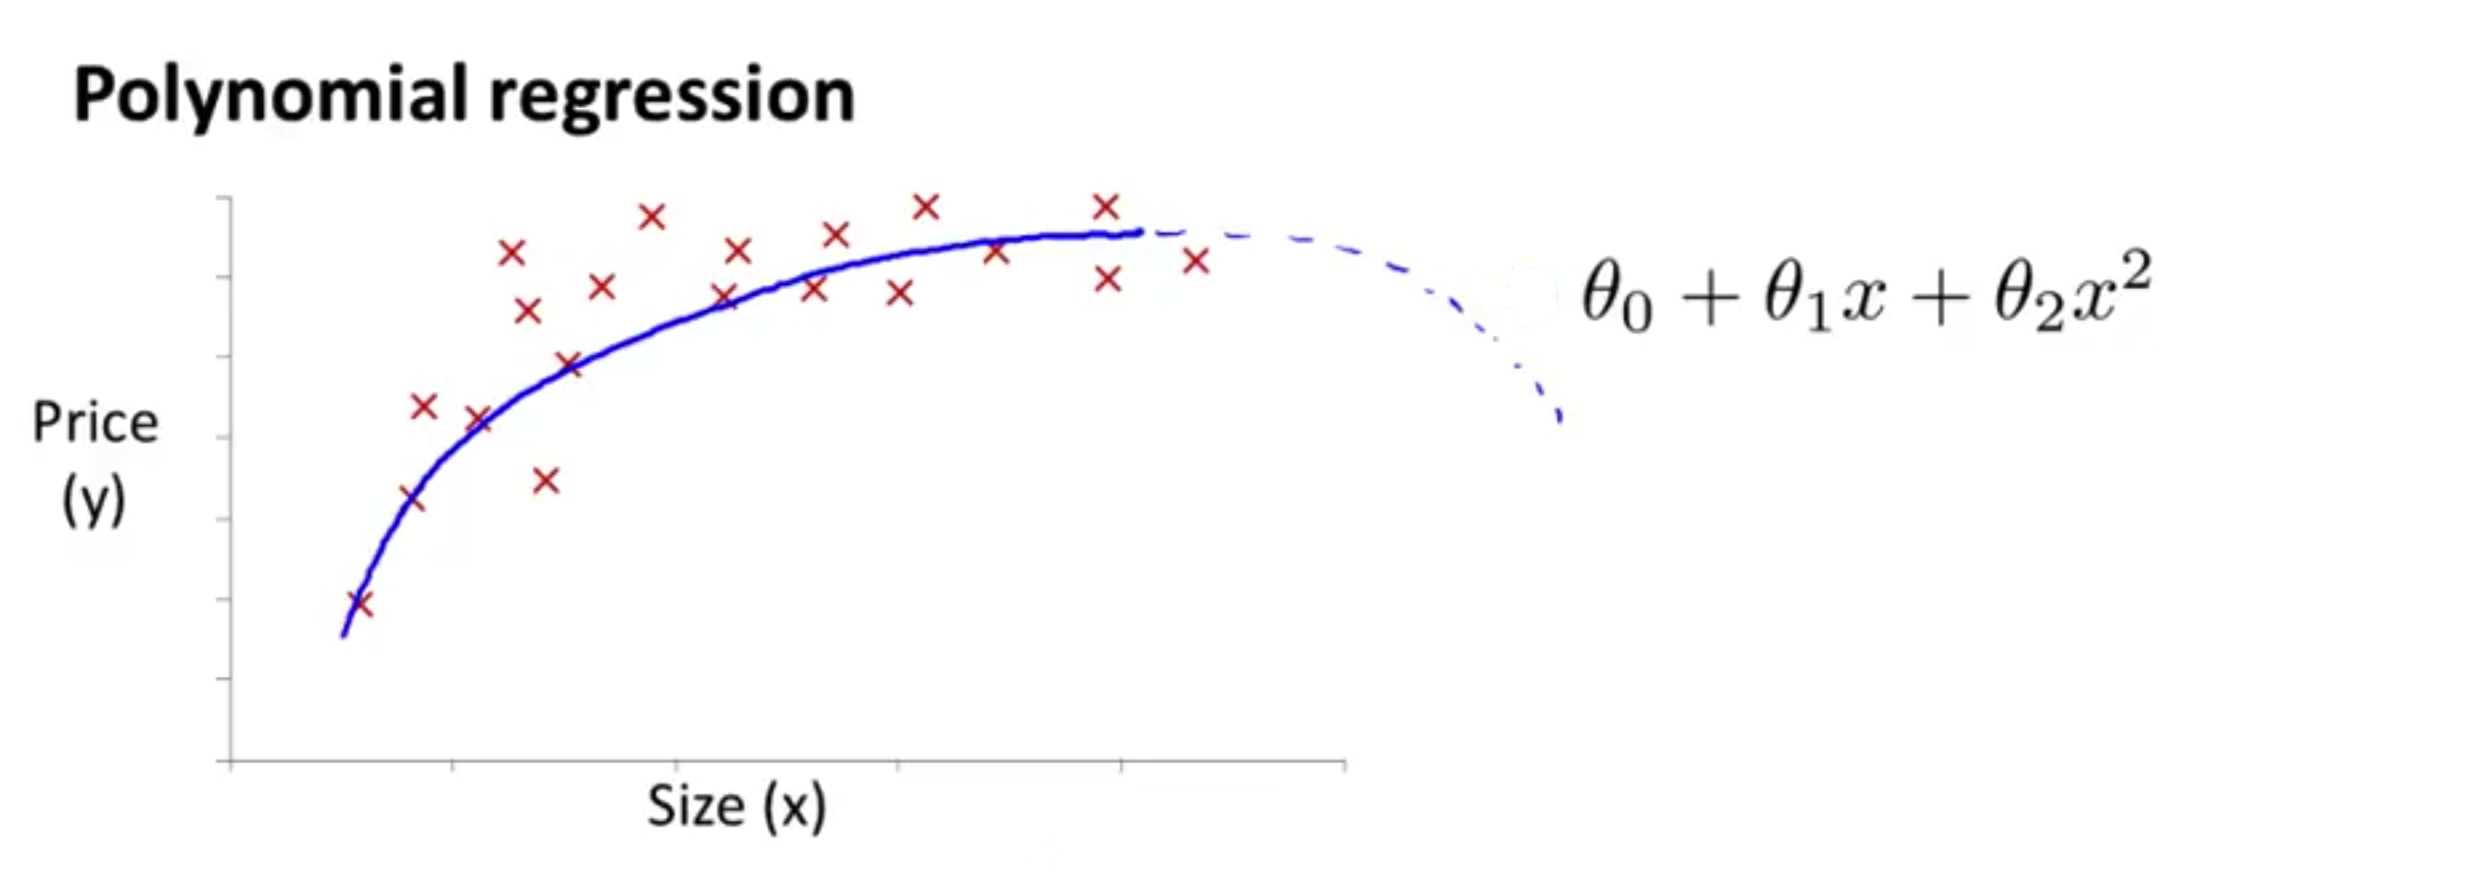 Polynomial regression
Price
(y)
θ₀ + θ₁x + θ₂x²
Size (x)